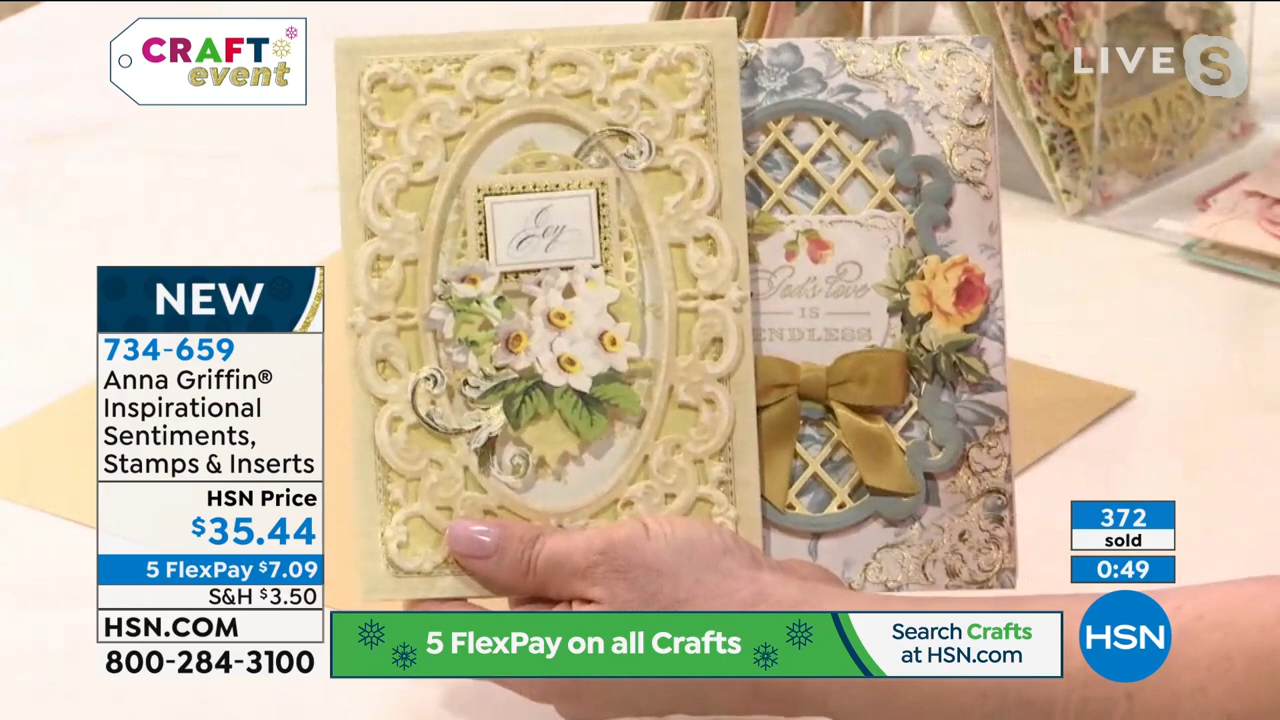 CRAFT
event
LIVE S
Joy
God's love
IS
ENDLESS
NEW
734-659
Anna Griffin®
Inspirational
Sentiments,
Stamps & Inserts
HSN Price
$35.44
5 FlexPay $7.09
S&H $3.50
HSN.COM
800-284-3100
372
sold
0:49
5 FlexPay on all Crafts
Search Crafts
at HSN.com
HSN